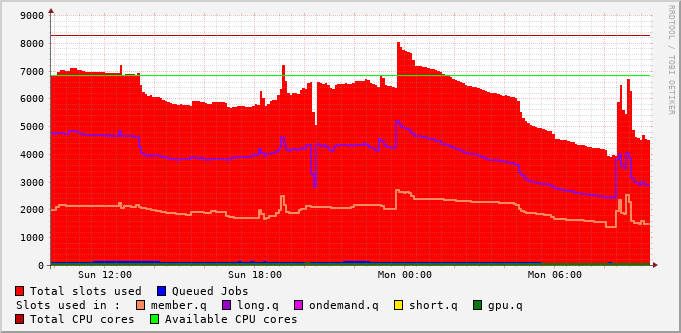 RRDTOOL / TOBI OETIKER
9000
8000
7000
6000
5000
4000
3000
2000
1000
0
Sun 12:00 Sun 18:00 Mon 00:00 Mon 06:00
Total slots used Queued Jobs
Slots used in : member.q long.q ondemand.q short.q gpu.q
Total CPU cores Available CPU cores